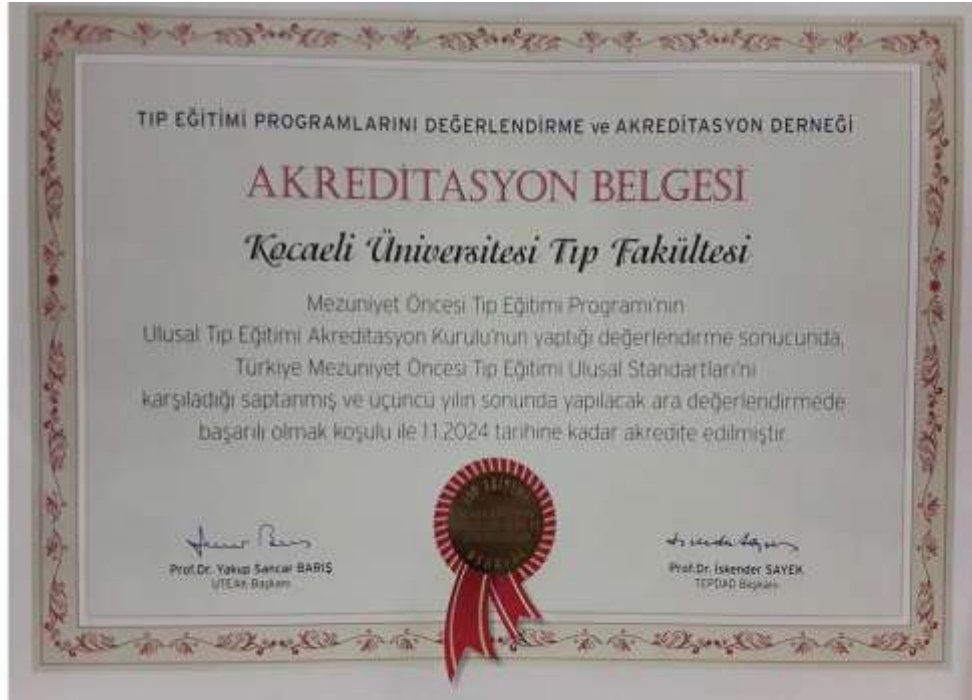 TIP EĞİTİMİ PROGRAMLARINI DEĞERLENDİRME ve AKREDİTASYON DERNEĞİ
AKREDİTASYON BELGESİ
Kocaeli Üniversitesi Tıp Fakültesi
Mezuniyet Öncesi Tıp Eğitimi Programı'nın
Ulusal Tıp Eğitimi Akreditasyon Kurulu'nun yaptığı değerlendirme sonucunda,
Türkiye Mezuniyet Öncesi Tıp Eğitimi Ulusal Standartları'nı
karşıladığı saptanmış ve üçüncü yılın sonunda yapılacak ara değerlendirmede
başarılı olmak koşulu ile 1.1.2024 tarihine kadar akredite edilmiştir.
Prof.Dr. Yakup Sancar BARIŞ
UTEAK Başkanı
Prof.Dr. İskender SAYEK
TEPDAD Başkanı